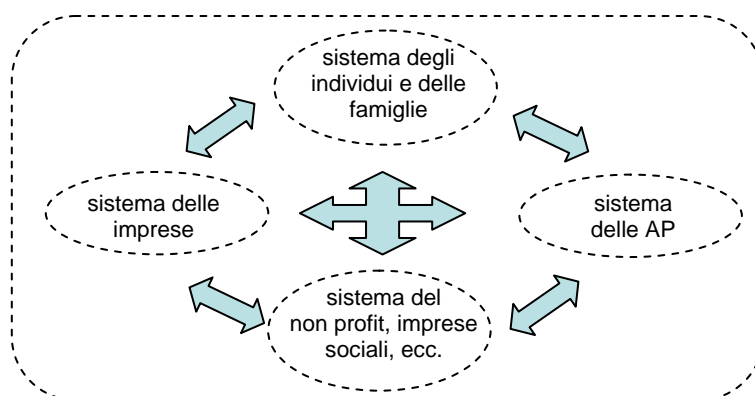 sistema degli
individui e delle
famiglie
sistema delle
imprese
sistema
delle AP
sistema del
non profit, imprese
sociali, ecc.